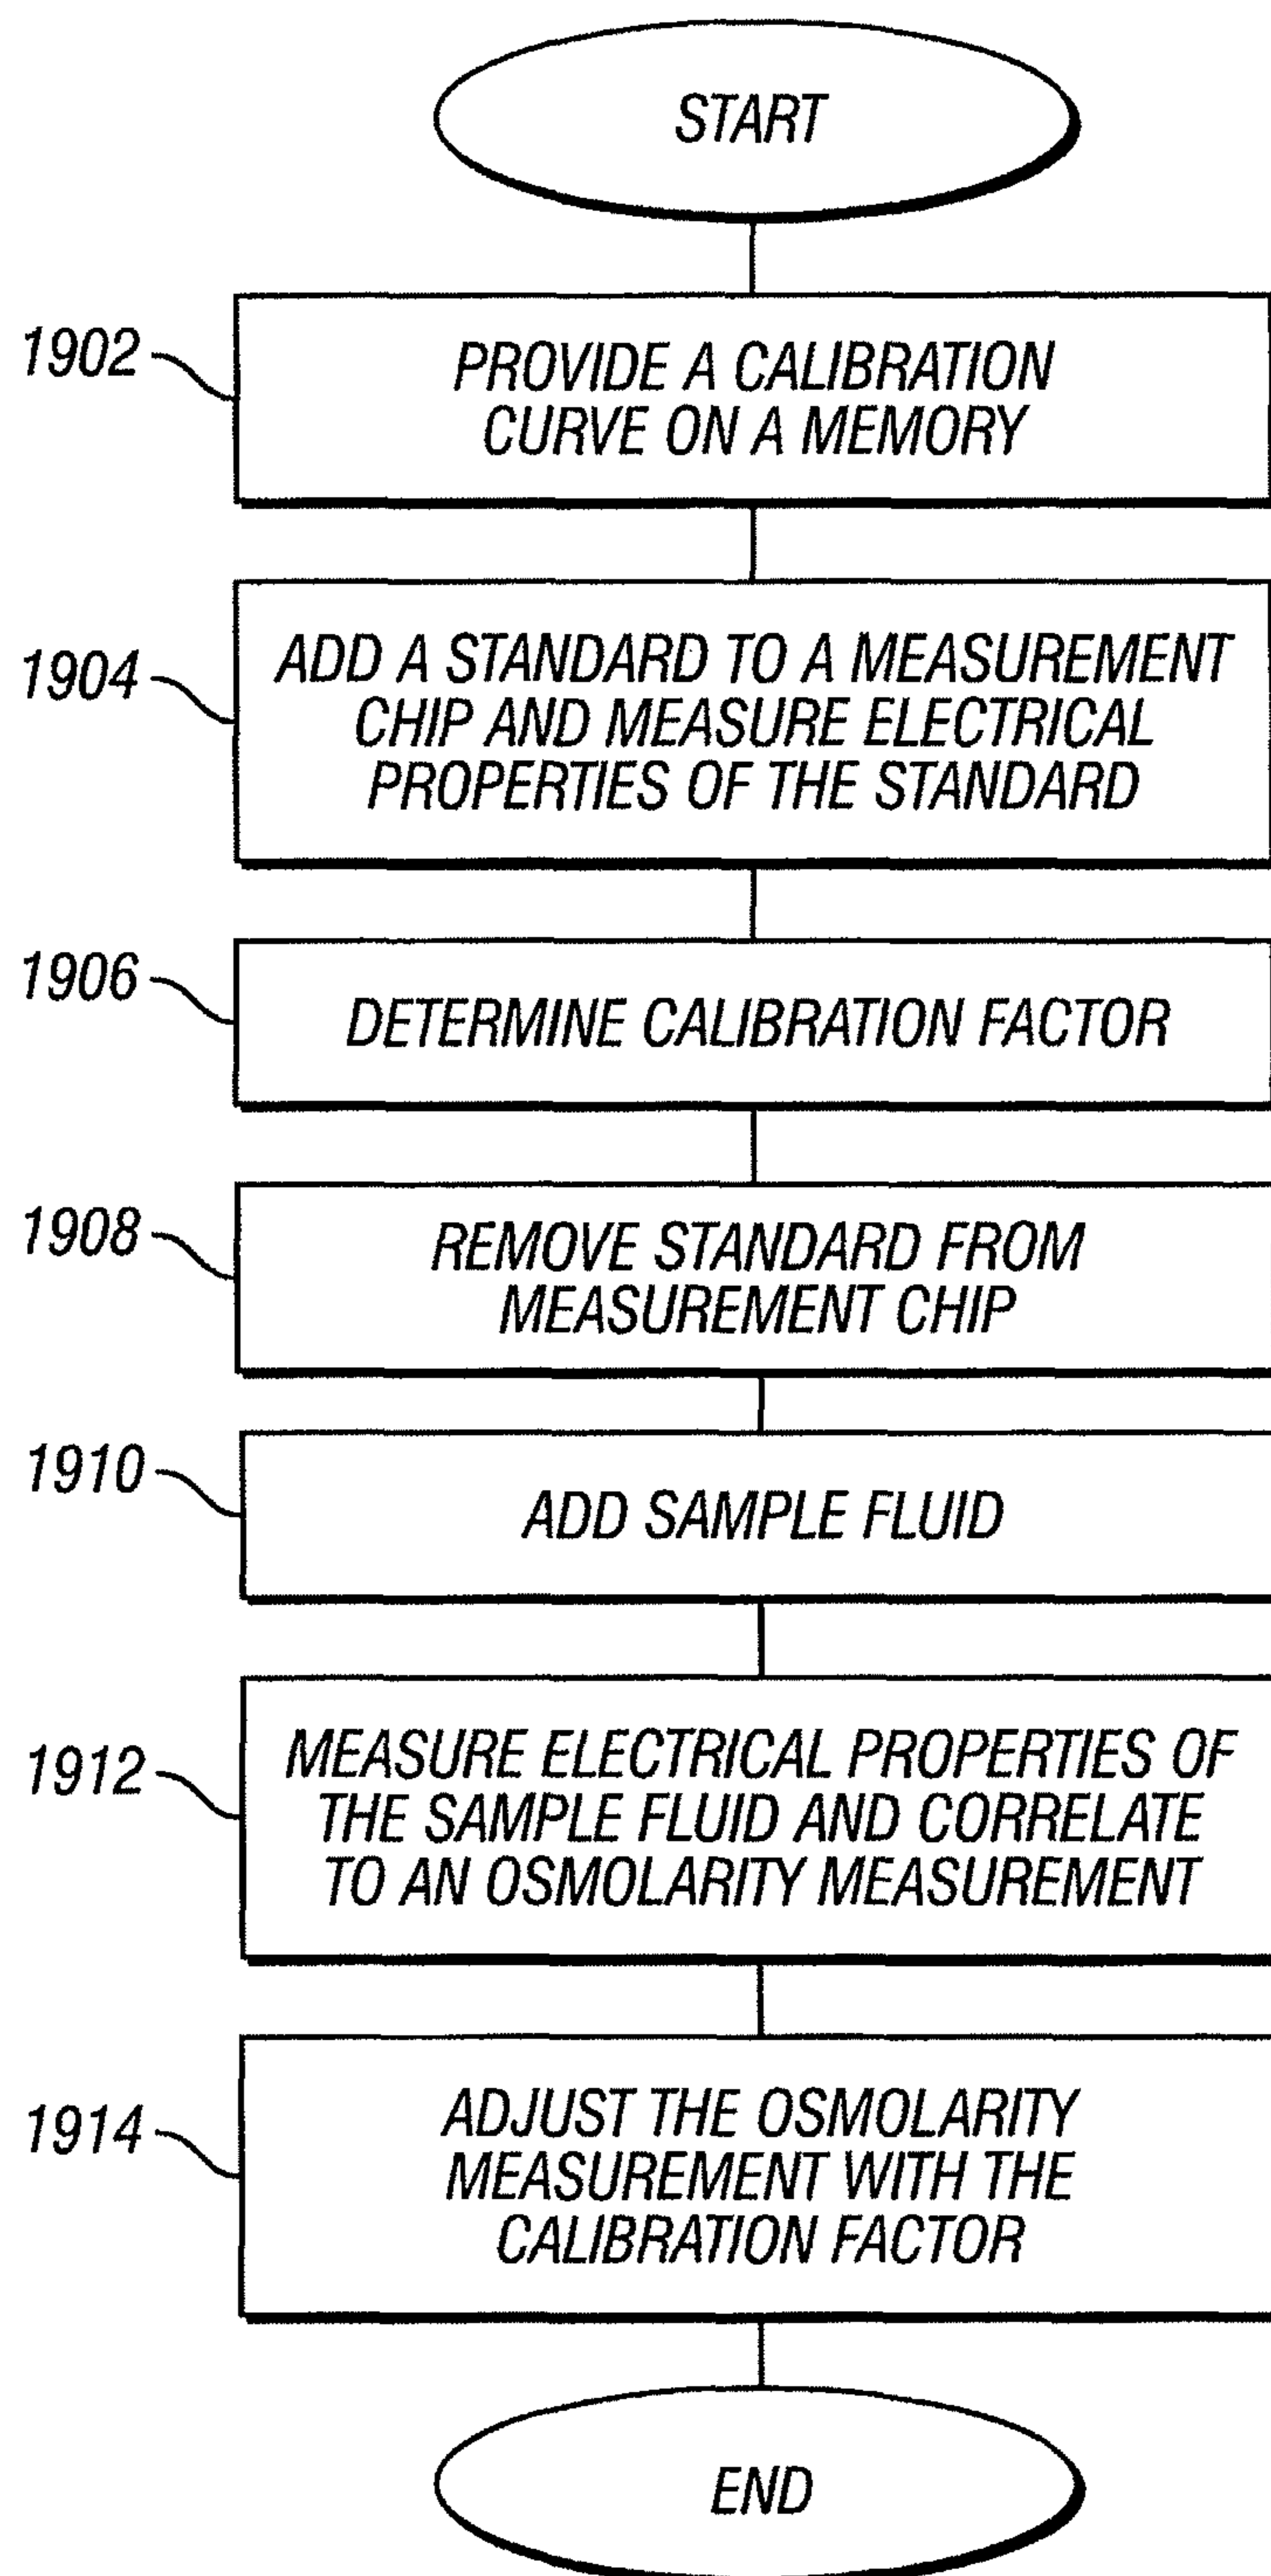 START
1902
PROVIDE A CALIBRATION
CURVE ON A MEMORY
1904
ADD A STANDARD TO A MEASUREMENT
CHIP AND MEASURE ELECTRICAL
PROPERTIES OF THE STANDARD
1906
DETERMINE CALIBRATION FACTOR
1908
REMOVE STANDARD FROM
MEASUREMENT CHIP
1910
ADD SAMPLE FLUID
1912
MEASURE ELECTRICAL PROPERTIES OF
THE SAMPLE FLUID AND CORRELATE
TO AN OSMOLARITY MEASUREMENT
1914
ADJUST THE OSMOLARITY
MEASUREMENT WITH THE
CALIBRATION FACTOR
END